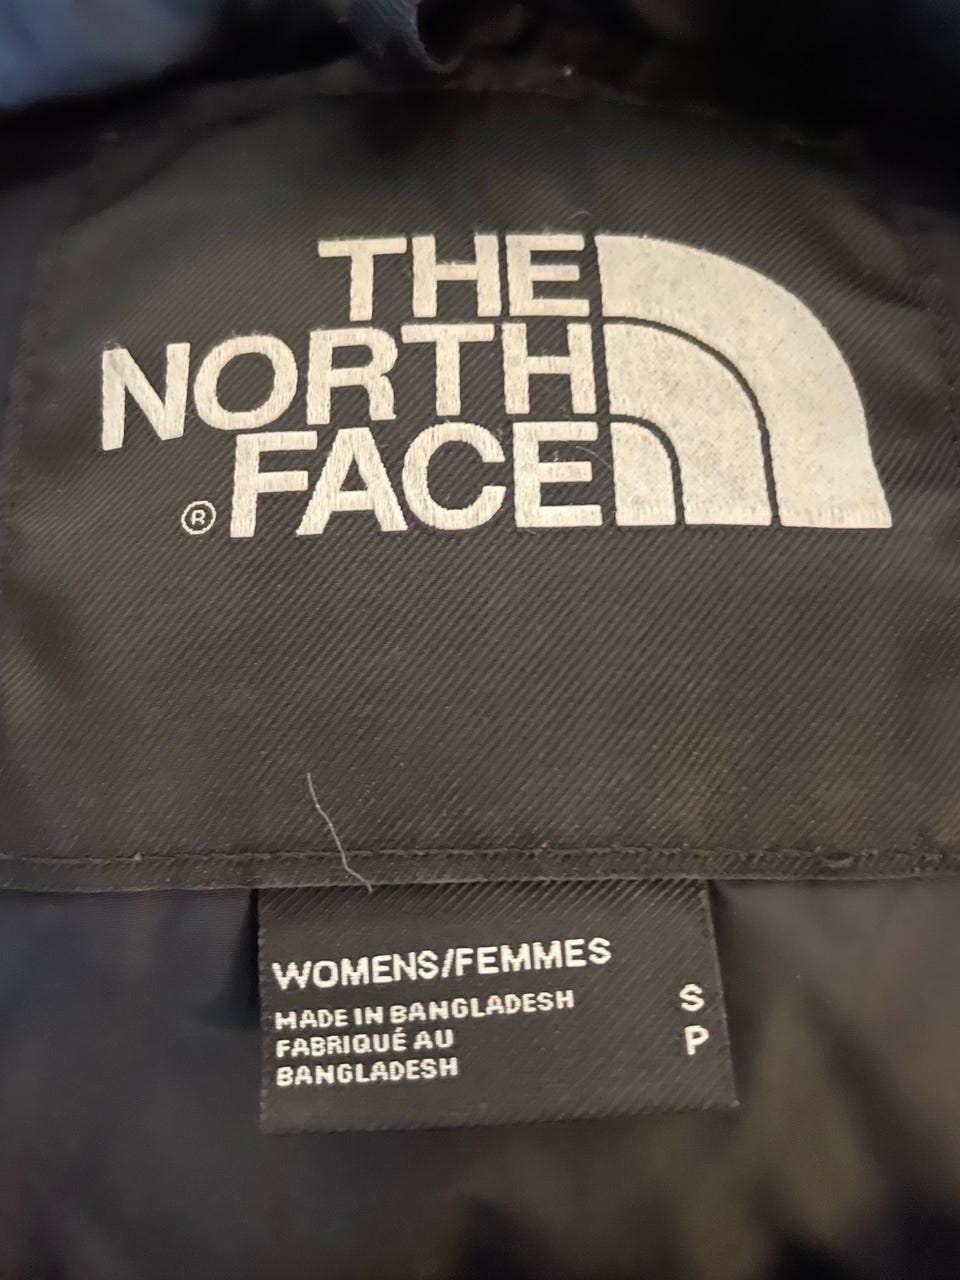 THE
NORTH
FACE
®
WOMENS/FEMMES
MADE IN BANGLADESH
FABRIQUÉ AU
BANGLADESH
S
P